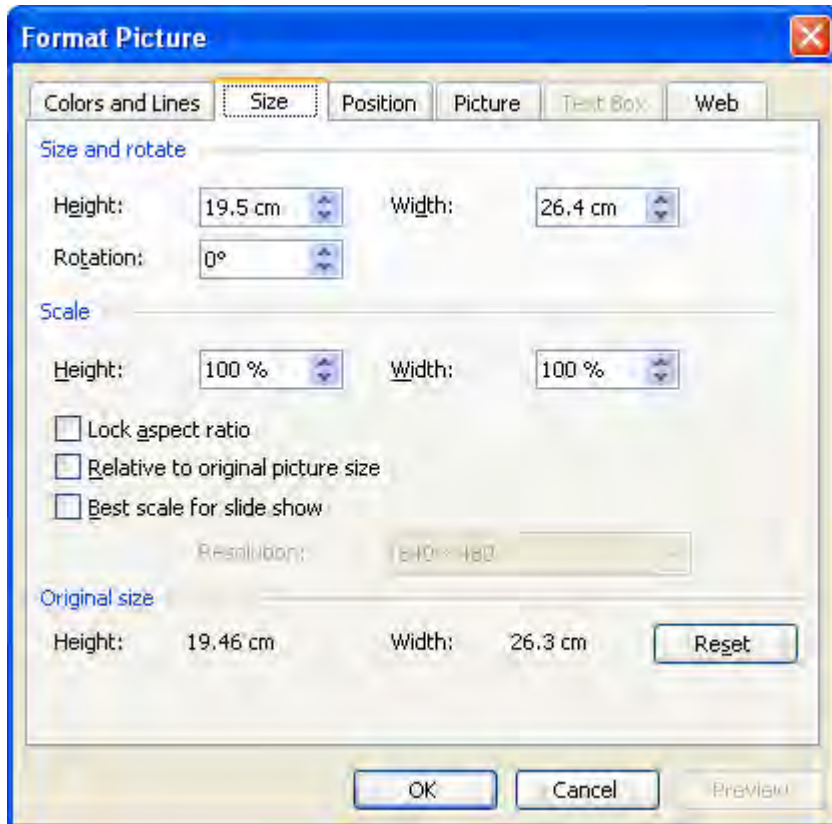 Format Picture
Colors and Lines Size Position Picture Text Box Web
Size and rotate
Height: 19.5 cm Width: 26.4 cm
Rotation: 0°
Scale
Height: 100 % Width: 100 %
Lock aspect ratio
Relative to original picture size
Best scale for slide show
Resolution:
Original size
Height: 19.46 cm Width: 26.3 cm Reset
OK Cancel Preview